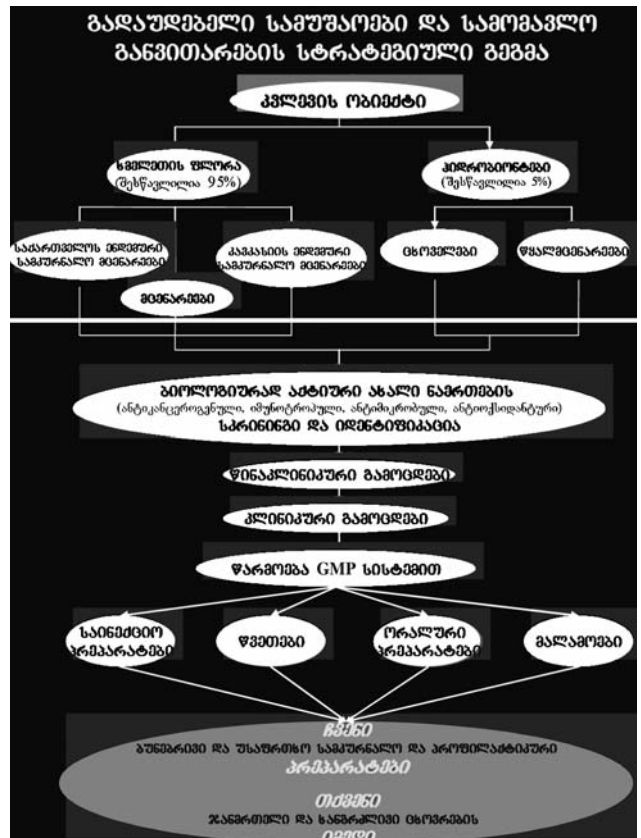 გადაუდებელი სამუშაოები და სამომავლო
განვითარების სტრატეგიული გეგმა
კვლევის ობიექტი
ხმელეთის ფლორა
(შესწავლილია 95%)
ჰიდრობიონტები
(შესწავლილია 5%)
საქართველოს ენდემური
სამკურნალო მცენარეები
მცენარეები
კავკასიის ენდემური
სამკურნალო მცენარეები
ცხოველები
წყალმცენარეები
ბიოლოგიურად აქტიური ახალი ნაერთების
(ანტიკანცეროგენული, იმუნოტროპული, ანტიმიკრობული, ანტიოქსიდანტური)
სკრინინგი და იდენტიფიკაცია
წინაკლინიკური გამოცდები
კლინიკური გამოცდები
წარმოება GMP სისტემით
საინექციო
პრეპარატები
წვეთები
ორალური
პრეპარატები
მალამოები
ჩვენი
ბუნებრივი და უსაფრთხო სამკურნალო და პროფილაქტიკური
პრეპარატები
თქვენი
ჯანმრთელი და ხანგრძლივი ცხოვრების
იმედი